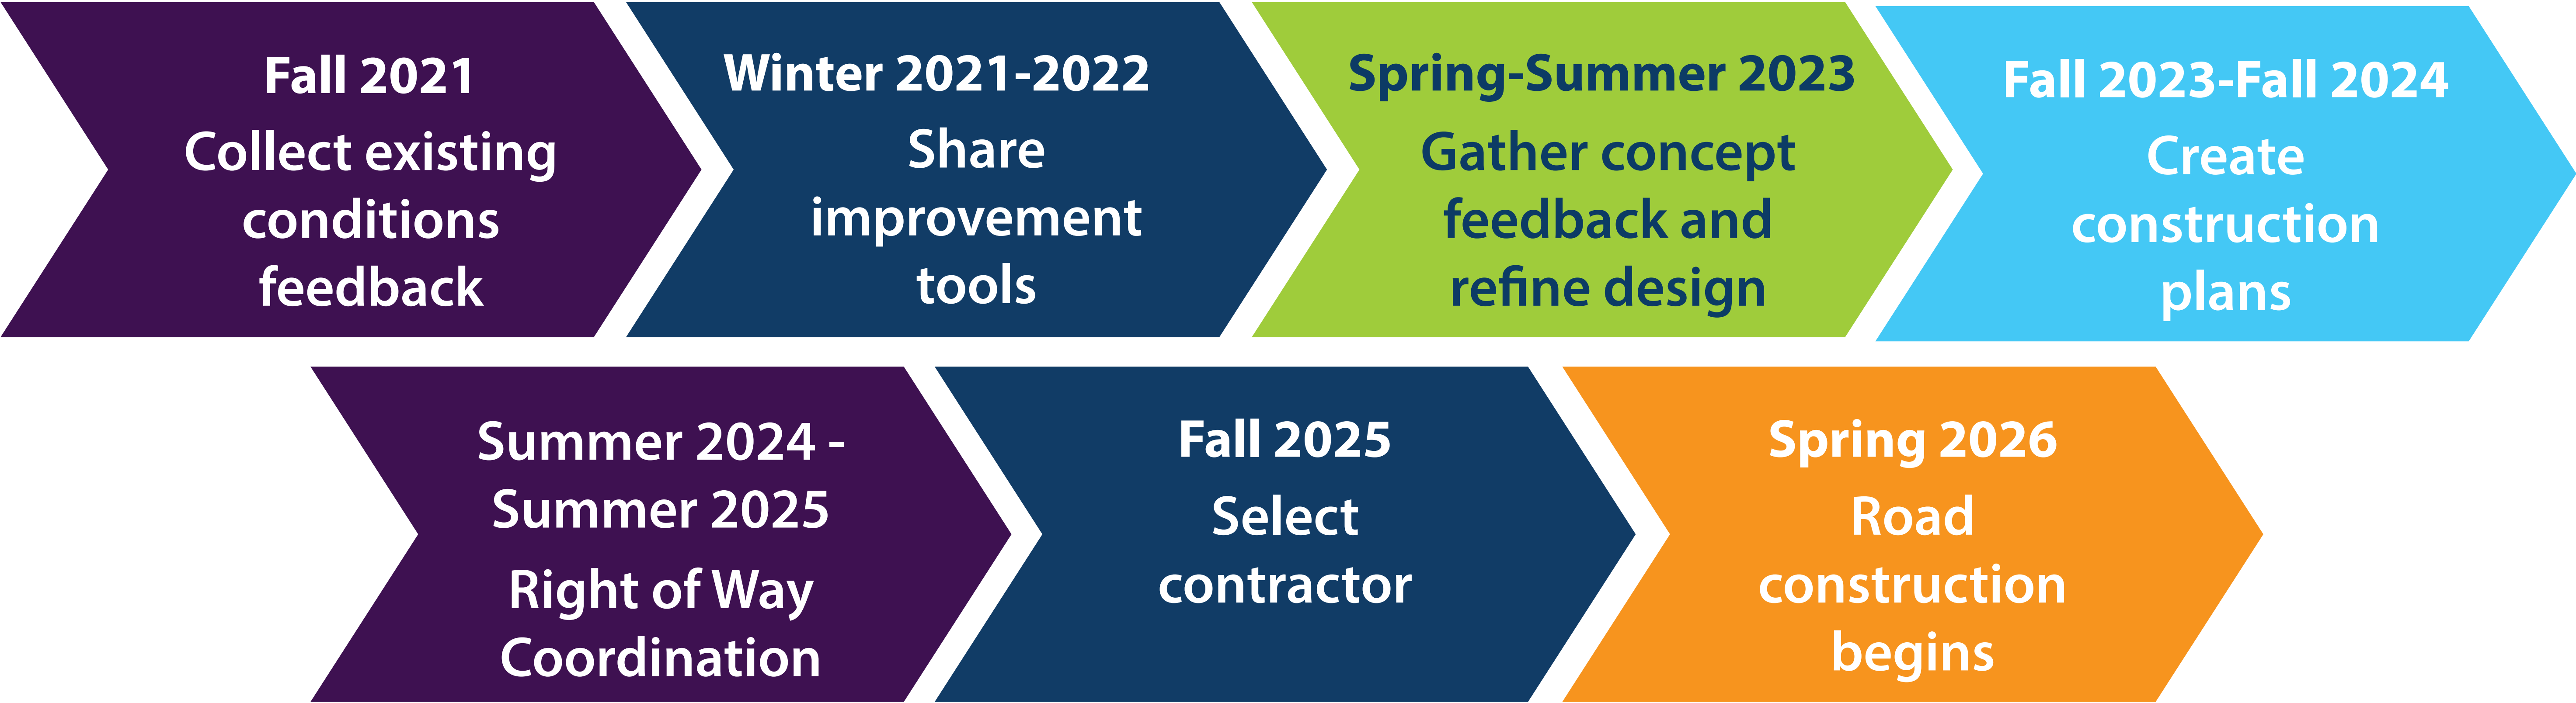 Fall 2021
Collect existing
conditions
feedback
Winter 2021-2022
Share
improvement
tools
Spring-Summer 2023
Gather concept
feedback and
refine design
Fall 2023-Fall 2024
Create
construction
plans
Summer 2024 -
Summer 2025
Right of Way
Coordination
Fall 2025
Select
contractor
Spring 2026
Road
construction
begins